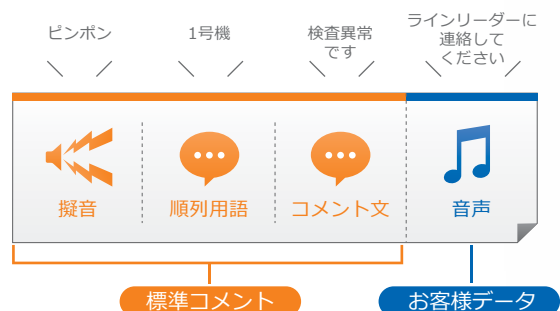 ピンポン
1号機
検査異常
です
ラインリーダーに
連絡して
ください
擬音
順列用語
コメント文
音声
標準コメント
お客様データ